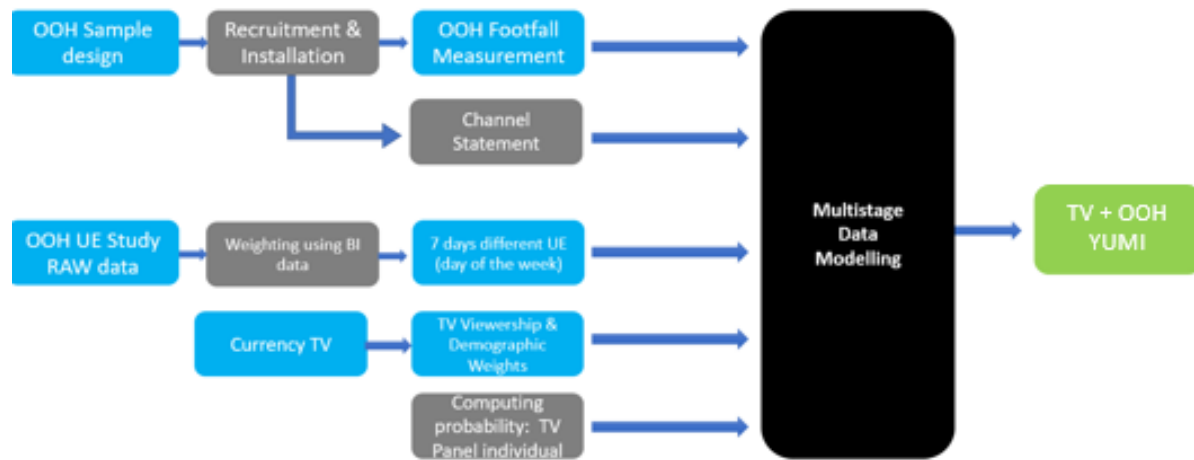 OOH Sample
design
Recruitment &
Installation
OOH Footfall
Measurement
Channel
Statement
OOH UE Study
RAW data
Weighting using BI
data
7 days different UE
(day of the week)
Currency TV
TV Viewership &
Demographic
Weights
Computing
probability: TV
Panel individual
Multistage
Data
Modelling
TV + OOH
YUMI